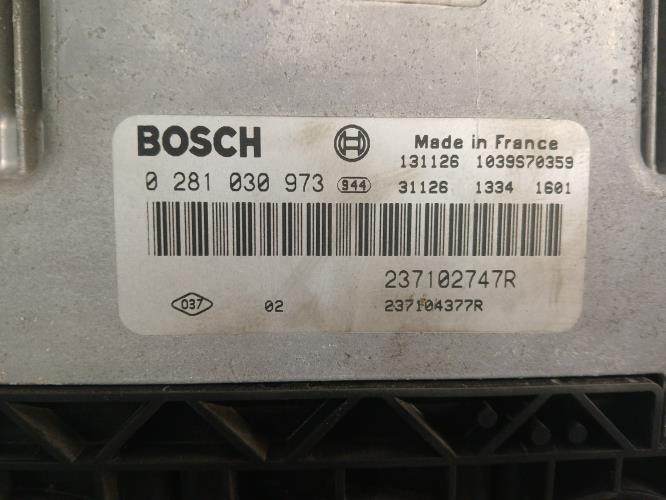 BOSCH Made in France
131126 1039S70359
0 281 030 973 944 31126 1334 1601
237102747R
037 02 237104377R